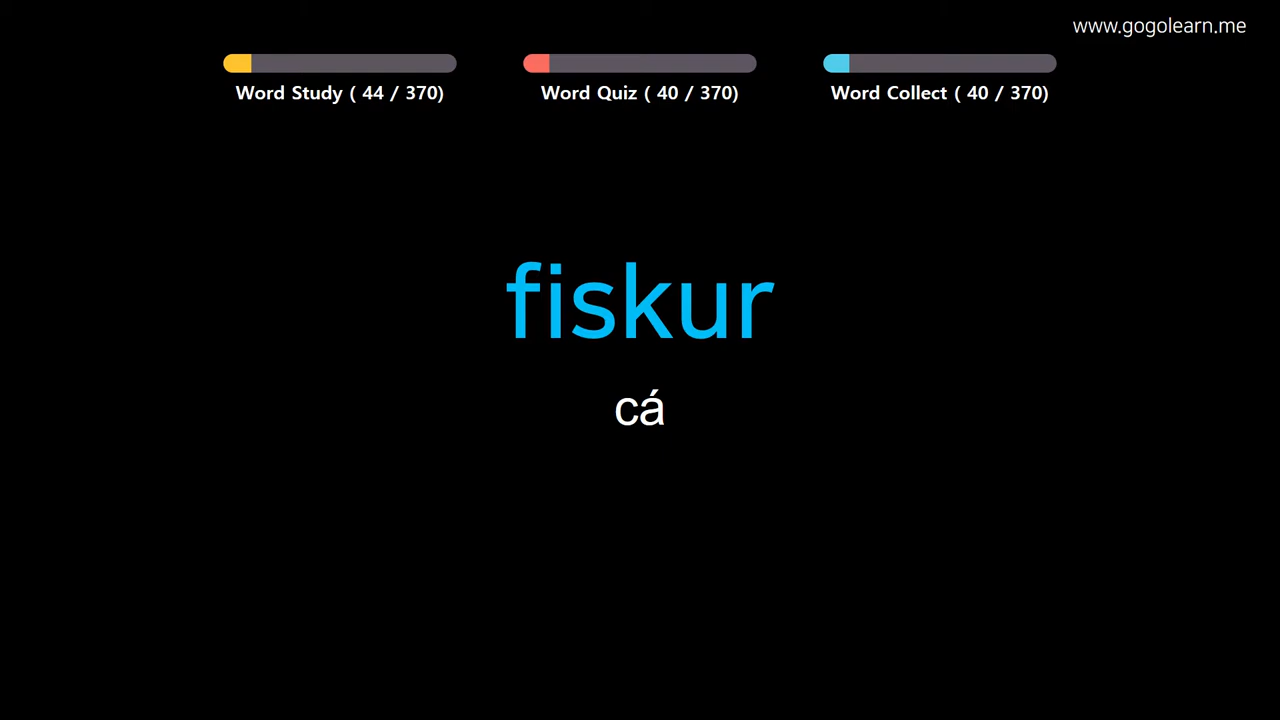 www.gogolearn.me
Word Study ( 44 / 370)
Word Quiz ( 40 / 370)
Word Collect ( 40 / 370)
fiskur
cá